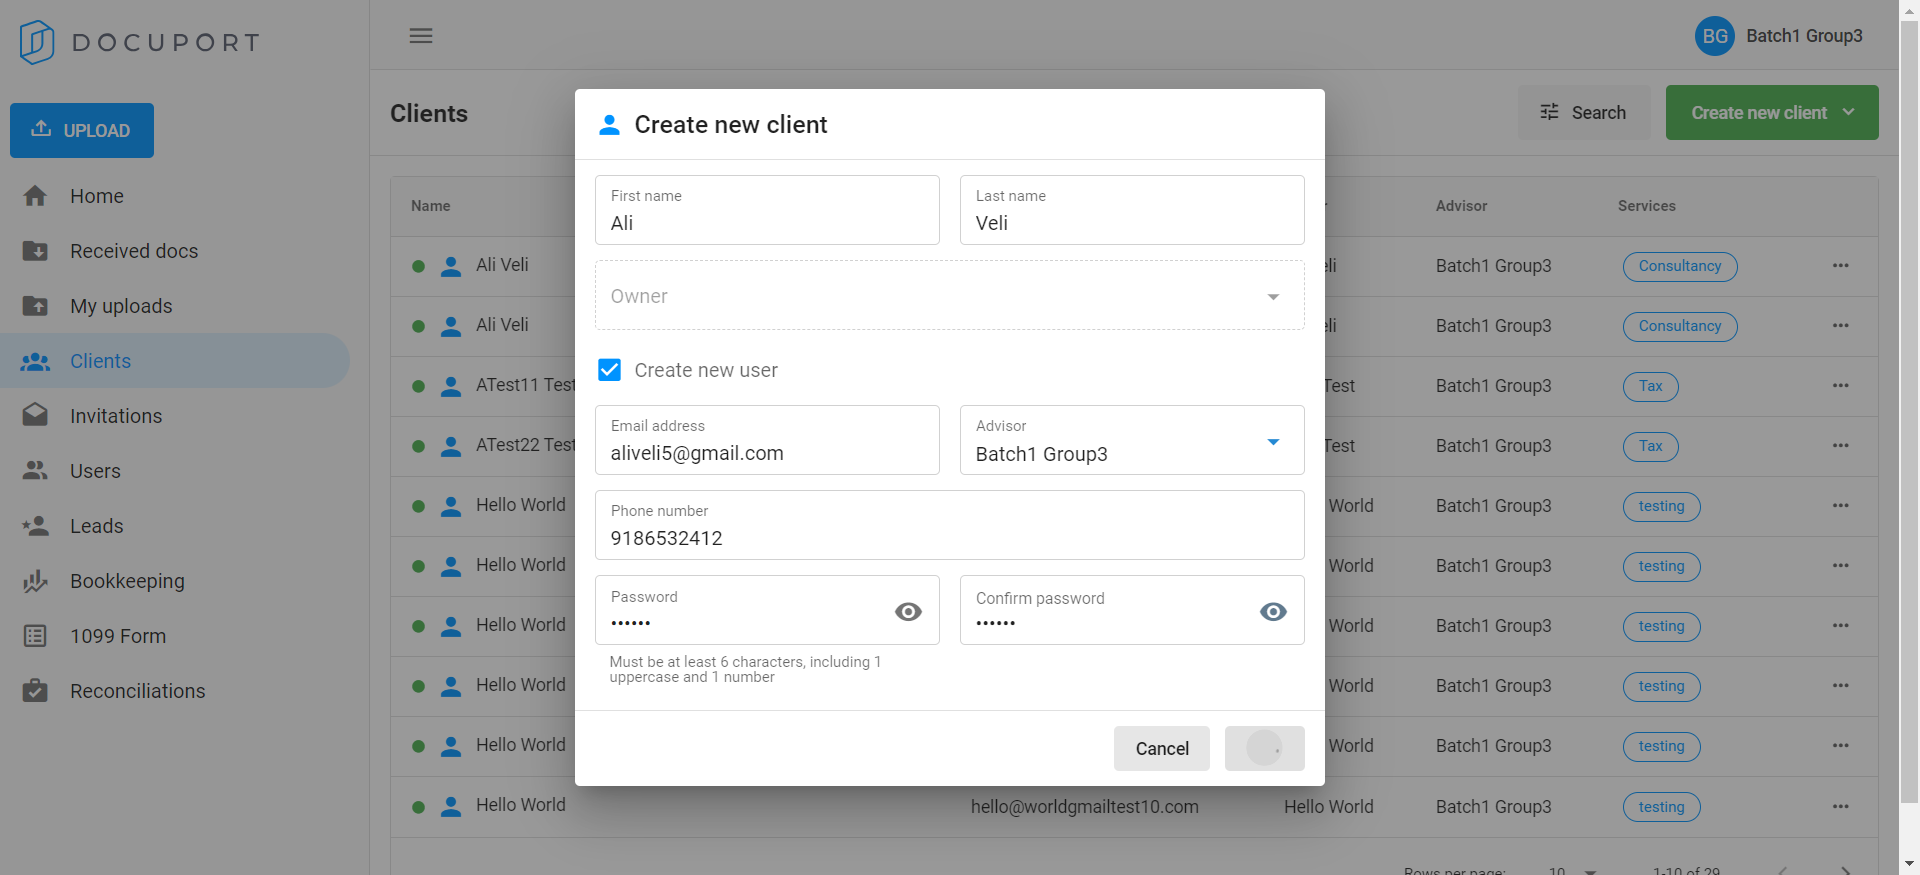 DOCUPORT
BG Batch1 Group3
UPLOAD
Home
Received docs
My uploads
Clients
Invitations
Users
Leads
Bookkeeping
1099 Form
Reconciliations
Clients
Search
Create new client
Name Advisor Services
Ali Veli Batch1 Group3 Consultancy
Ali Veli Batch1 Group3 Consultancy
ATest11 Test Batch1 Group3 Tax
ATest22 Test Batch1 Group3 Tax
Hello World World Batch1 Group3 testing
Hello World World Batch1 Group3 testing
Hello World World Batch1 Group3 testing
Hello World World Batch1 Group3 testing
Hello World World Batch1 Group3 testing
Hello World hello@worldgmailtest10.com Hello World Batch1 Group3 testing
Rows per page: 10 1-10 of 29
Create new client
First name
Ali
Last name
Veli
Owner
Create new user
Email address
aliveli5@gmail.com
Advisor
Batch1 Group3
Phone number
9186532412
Password
••••••
Confirm password
••••••
Must be at least 6 characters, including 1
uppercase and 1 number
Cancel